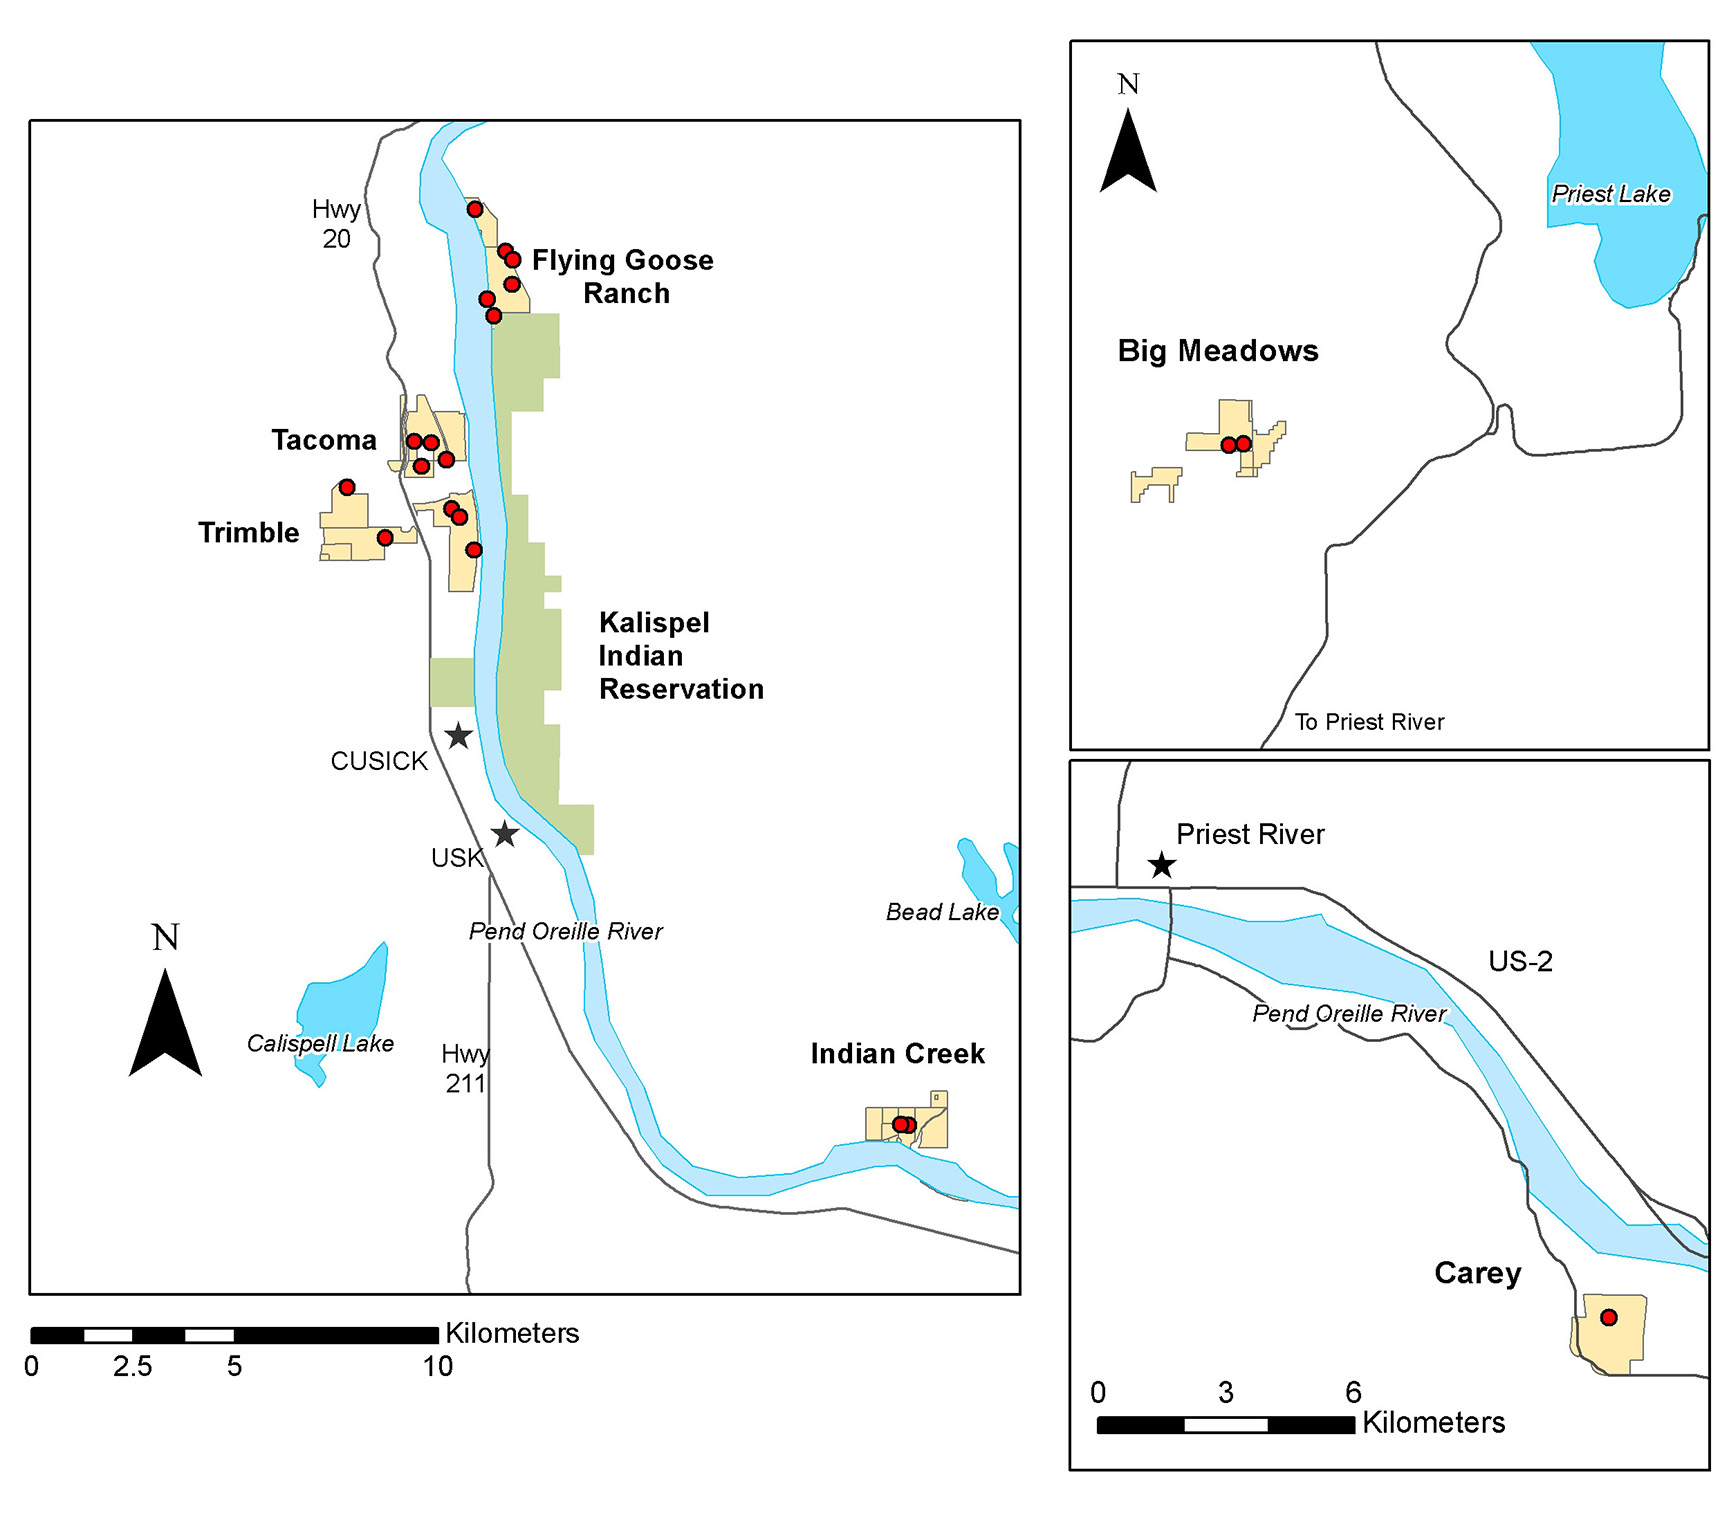 Hwy
20
Flying Goose
Ranch
Tacoma
Trimble
Kalispel
Indian
Reservation
CUSICK
USK
Bead Lake
Pend Oreille River
N
Calispell Lake
Hwy
211
Indian Creek
Kilometers
0 2.5 5 10
N
Priest Lake
Big Meadows
To Priest River
Priest River
US-2
Pend Oreille River
Carey
0 3 6
Kilometers